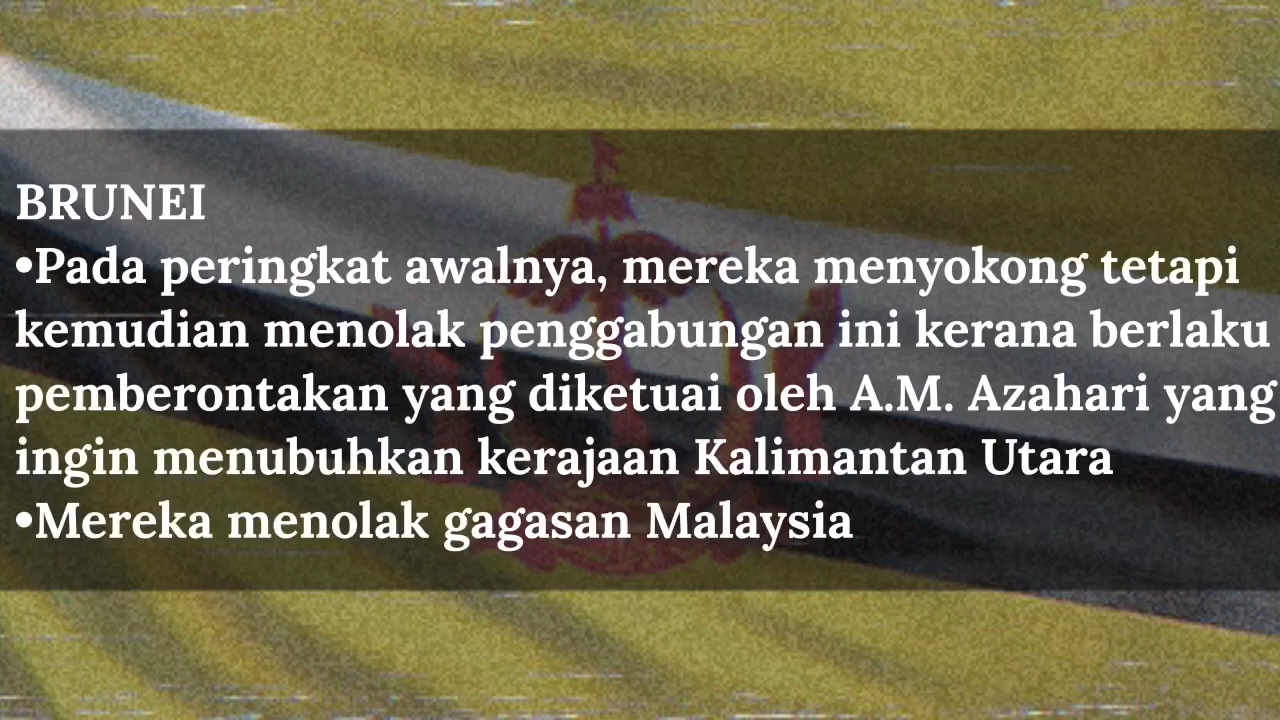 BRUNEI
•Pada peringkat awalnya, mereka menyokong tetapi
kemudian menolak penggabungan ini kerana berlaku
pemberontakan yang diketuai oleh A.M. Azahari yang
ingin menubuhkan kerajaan Kalimantan Utara
•Mereka menolak gagasan Malaysia